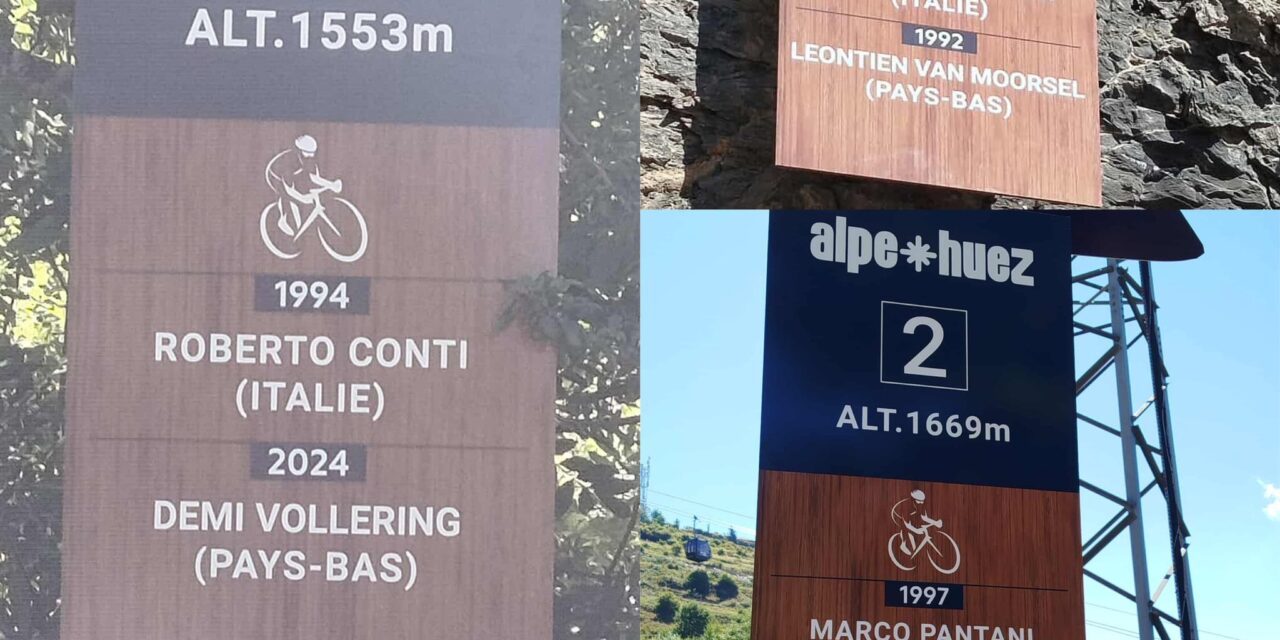 ALT.1553m
1994
ROBERTO CONTI
(ITALIE)
2024
DEMI VOLLERING
(PAYS-BAS)
(ITALIE)
1992
LEONTIEN VAN MOORSEL
(PAYS-BAS)
alpe*huez
2
ALT.1669m
1997
MARCO PANTANI